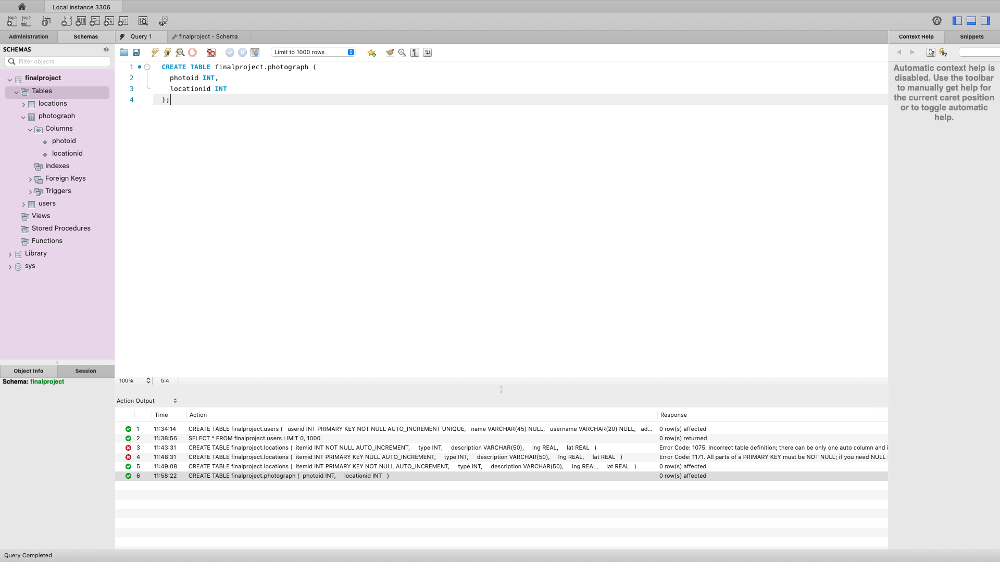 Local instance 3306
Administration
Schemas
Query 1
finalproject - Schema
Context Help
Snippets
SCHEMAS
Filter objects
Limit to 1000 rows
finalproject
Tables
locations
photograph
Columns
photoid
locationid
Indexes
Foreign Keys
Triggers
users
Views
Stored Procedures
Functions
Library
sys
1 CREATE TABLE finalproject.photograph (
2 photoid INT,
3 locationid INT
4 );
Automatic context help is
disabled. Use the toolbar
to manually get help for
the current caret position
or to toggle automatic
help.
Object Info
Session
Schema: finalproject
100%
5:4
Action Output
Time Action Response
1 11:34:14 CREATE TABLE finalproject.users ( userid INT PRIMARY KEY NOT NULL AUTO_INCREMENT UNIQUE, name VARCHAR(45) NULL, username VARCHAR(20) NULL, ad... 0 row(s) affected
2 11:38:56 SELECT * FROM finalproject.users LIMIT 0, 1000 0 row(s) returned
3 11:43:31 CREATE TABLE finalproject.locations ( itemid INT NOT NULL AUTO_INCREMENT, type INT, description VARCHAR(50), lng REAL, lat REAL ) Error Code: 1075. Incorrect table definition; there can be only one auto column and i
4 11:48:31 CREATE TABLE finalproject.locations ( itemid INT PRIMARY KEY NULL AUTO_INCREMENT, type INT, description VARCHAR(50), lng REAL, lat REAL ) Error Code: 1171. All parts of a PRIMARY KEY must be NOT NULL; if you need NULL
5 11:49:08 CREATE TABLE finalproject.locations ( itemid INT PRIMARY KEY NOT NULL AUTO_INCREMENT, type INT, description VARCHAR(50), lng REAL, lat REAL ) 0 row(s) affected
6 11:58:22 CREATE TABLE finalproject.photograph ( photoid INT, locationid INT ) 0 row(s) affected
Query Completed